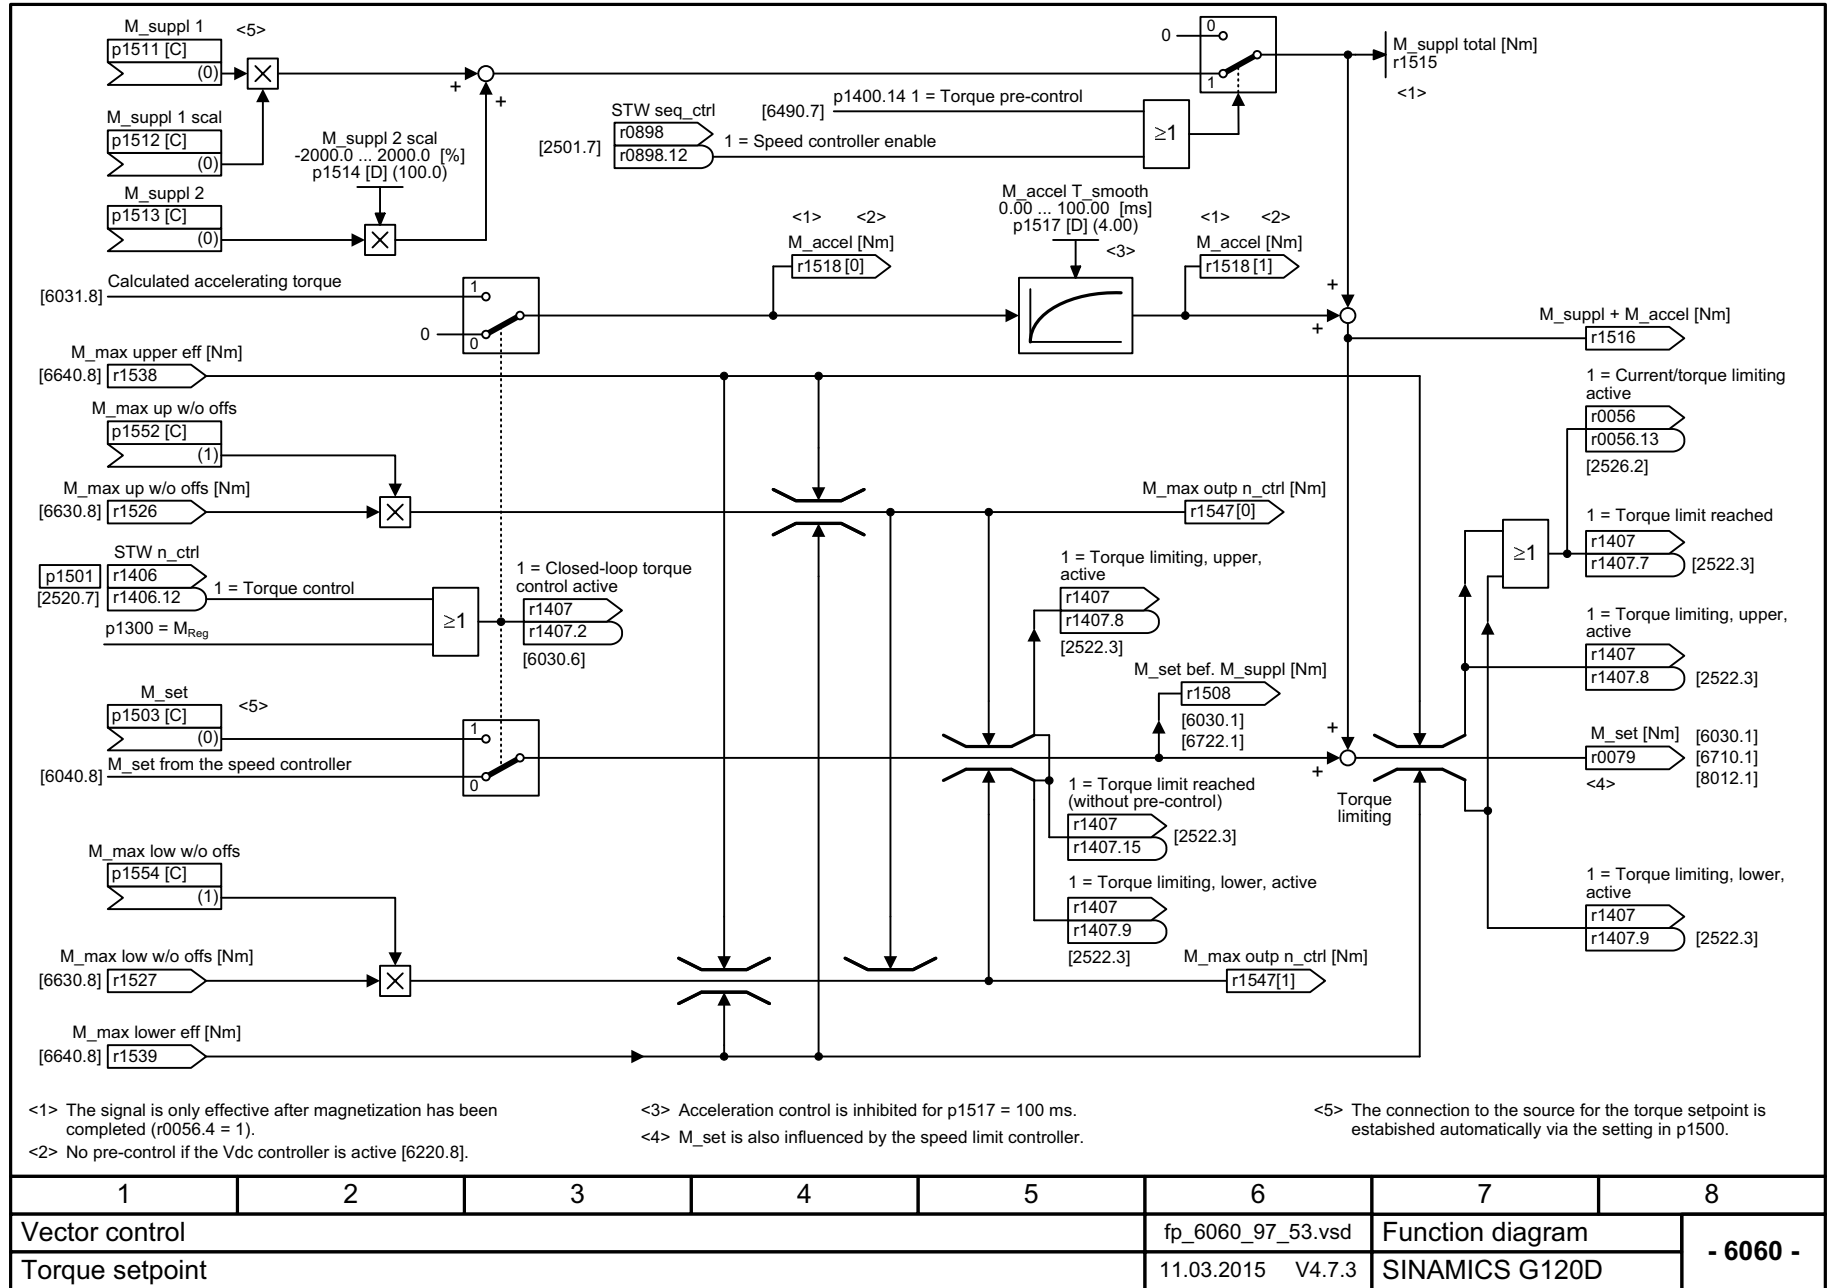 M_suppl 1
<5>
p1511 [C]
(0)
M_suppl 1 scal
p1512 [C]
(0)
M_suppl 2 scal
-2000.0 ... 2000.0 [%]
p1514 [D] (100.0)
M_suppl 2
p1513 [C]
(0)
+
+
0
0
1
M_suppl total [Nm]
r1515
<1>
p1400.14 1 = Torque pre-control
[6490.7]
STW seq_ctrl
r0898
r0898.12
[2501.7]
1 = Speed controller enable
≥1
M_accel T_smooth
0.00 ... 100.00 [ms]
p1517 [D] (4.00)
<3>
<1> <2>
M_accel [Nm]
r1518 [0]
<1> <2>
M_accel [Nm]
r1518 [1]
Calculated accelerating torque
[6031.8]
1
0
0
+
+
M_suppl + M_accel [Nm]
r1516
M_max upper eff [Nm]
[6640.8] r1538
M_max up w/o offs
p1552 [C]
(1)
M_max up w/o offs [Nm]
[6630.8] r1526
M_max outp n_ctrl [Nm]
r1547[0]
1 = Current/torque limiting
active
r0056
r0056.13
[2526.2]
1 = Torque limit reached
r1407
r1407.7 [2522.3]
≥1
STW n_ctrl
p1501 r1406
[2520.7] r1406.12
1 = Torque control
p1300 = MReg
≥1
1 = Closed-loop torque
control active
r1407
r1407.2
[6030.6]
1 = Torque limiting, upper,
active
r1407
r1407.8
[2522.3]
1 = Torque limiting, upper,
active
r1407
r1407.8 [2522.3]
M_set bef. M_suppl [Nm]
r1508
[6030.1]
[6722.1]
M_set
p1503 [C]
(0)
<5>
[6040.8] M_set from the speed controller
1
0
+
+
Torque
limiting
M_set [Nm]
r0079
<4>
[6030.1]
[6710.1]
[8012.1]
1 = Torque limit reached
(without pre-control)
r1407
r1407.15
[2522.3]
1 = Torque limiting, lower, active
r1407
r1407.9
[2522.3]
1 = Torque limiting, lower,
active
r1407
r1407.9 [2522.3]
M_max low w/o offs
p1554 [C]
(1)
M_max low w/o offs [Nm]
[6630.8] r1527
M_max outp n_ctrl [Nm]
r1547[1]
M_max lower eff [Nm]
[6640.8] r1539
<1> The signal is only effective after magnetization has been
completed (r0056.4 = 1).
<2> No pre-control if the Vdc controller is active [6220.8].
<3> Acceleration control is inhibited for p1517 = 100 ms.
<4> M_set is also influenced by the speed limit controller.
<5> The connection to the source for the torque setpoint is
estabished automatically via the setting in p1500.
1 2 3 4 5 6 7 8
Vector control
fp_6060_97_53.vsd
Function diagram
- 6060 -
Torque setpoint
11.03.2015 V4.7.3
SINAMICS G120D